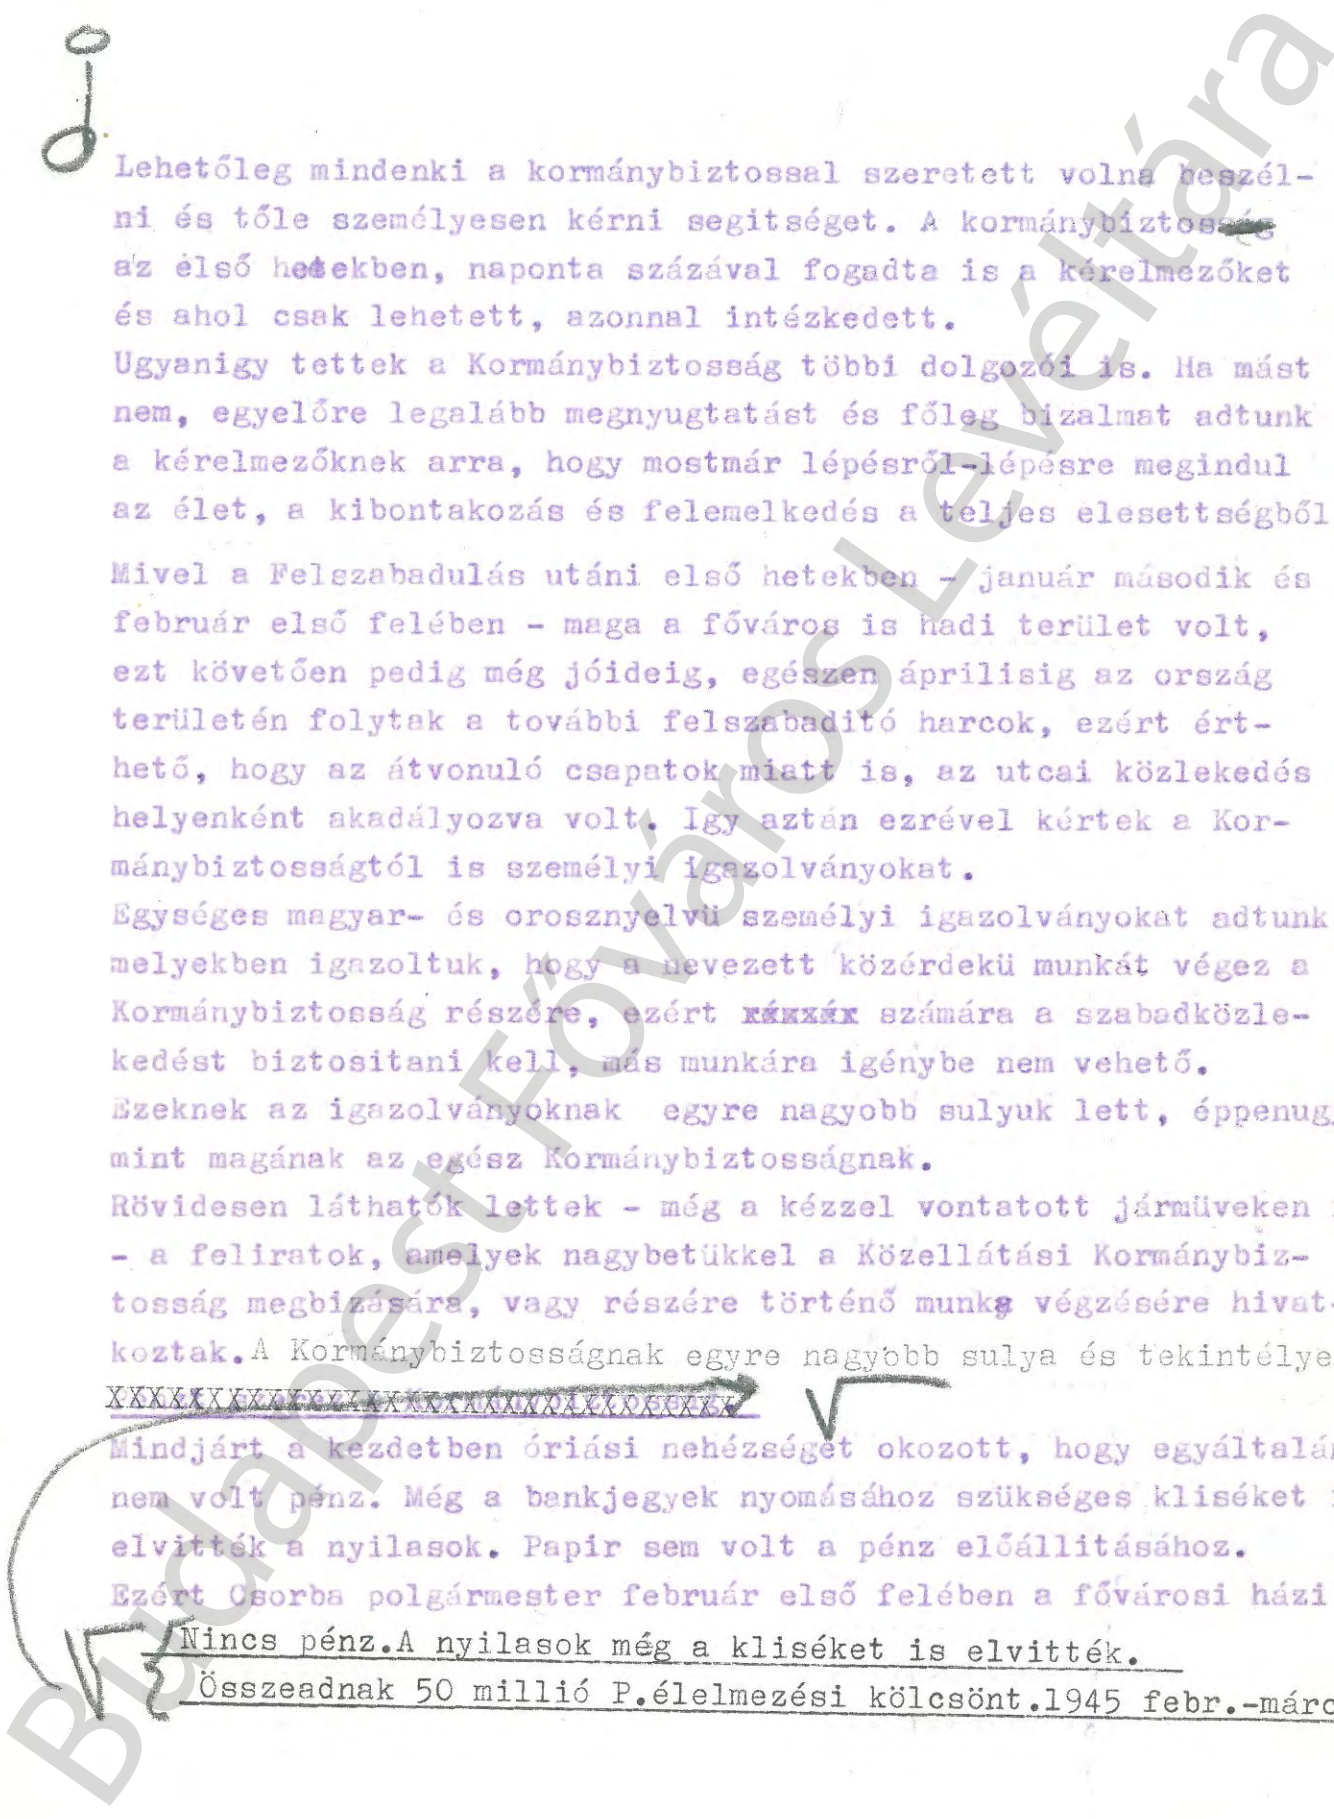 Lehetőleg mindenki a kormánybiztossal szeretett volna beszél-
ni és tőle személyesen kérni segitséget. A kormánybiztos
az első hetekben, naponta százával fogadta is a kérelmezőket
és ahol csak lehetett, azonnal intézkedett.
Ugyanigy tettek a Kormánybiztosság többi dolgozói is. Ha mást
nem, egyelőre legalább megnyugtatást és főleg bizalmat adtunk
a kérelmezőknek arra, hogy mostmár lépésről-lépésre megindul
az élet, a kibontakozás és felemelkedés a teljes elesettségből
Mivel a Felszabadulás utáni első hetekben - január második és
február első felében - maga a főváros is hadi terület volt,
ezt követően pedig még jóideig, egészen áprilisig az ország
területén folytak a további felszabaditó harcok, ezért ért-
hető, hogy az átvonuló csapatok miatt is, az utcai közlekedés
helyenként akadályozva volt. Igy aztán ezrével kértek a Kor-
mánybiztosságtól is személyi igazolványokat.
Egységes magyar- és orosznyelvü személyi igazolványokat adtunk
melyekben igazoltuk, hogy a nevezett közérdekü munkát végez a
Kormánybiztosság részére, ezért számára a szabadközle-
kedést biztositani kell, más munkára igénybe nem vehető.
Ezeknek az igazolványoknak egyre nagyobb sulyuk lett, éppenug
mint magának az egész Kormánybiztosságnak.
Rövidesen láthatók lettek - még a kézzel vontatott jármüveken
- a feliratok, amelyek nagybetükkel a Közellátási Kormánybiz-
tosság megbizására, vagy részére történő munka végzésére hivat-
koztak. A Kormánybiztosságnak egyre nagyobb sulya és tekintélye
Mindjárt a kezdetben óriási nehézséget okozott, hogy egyáltalá
nem volt pénz. Még a bankjegyek nyomásához szükséges kliséket
elvitték a nyilasok. Papir sem volt a pénz előállitásához.
Ezért Csorba polgármester február első felében a fővárosi házi
Nincs pénz.A nyilasok még a kliséket is elvitték.
Összeadnak 50 millió P.élelmezési kölcsönt.1945 febr.-márc
Budapest Főváros Levéltára